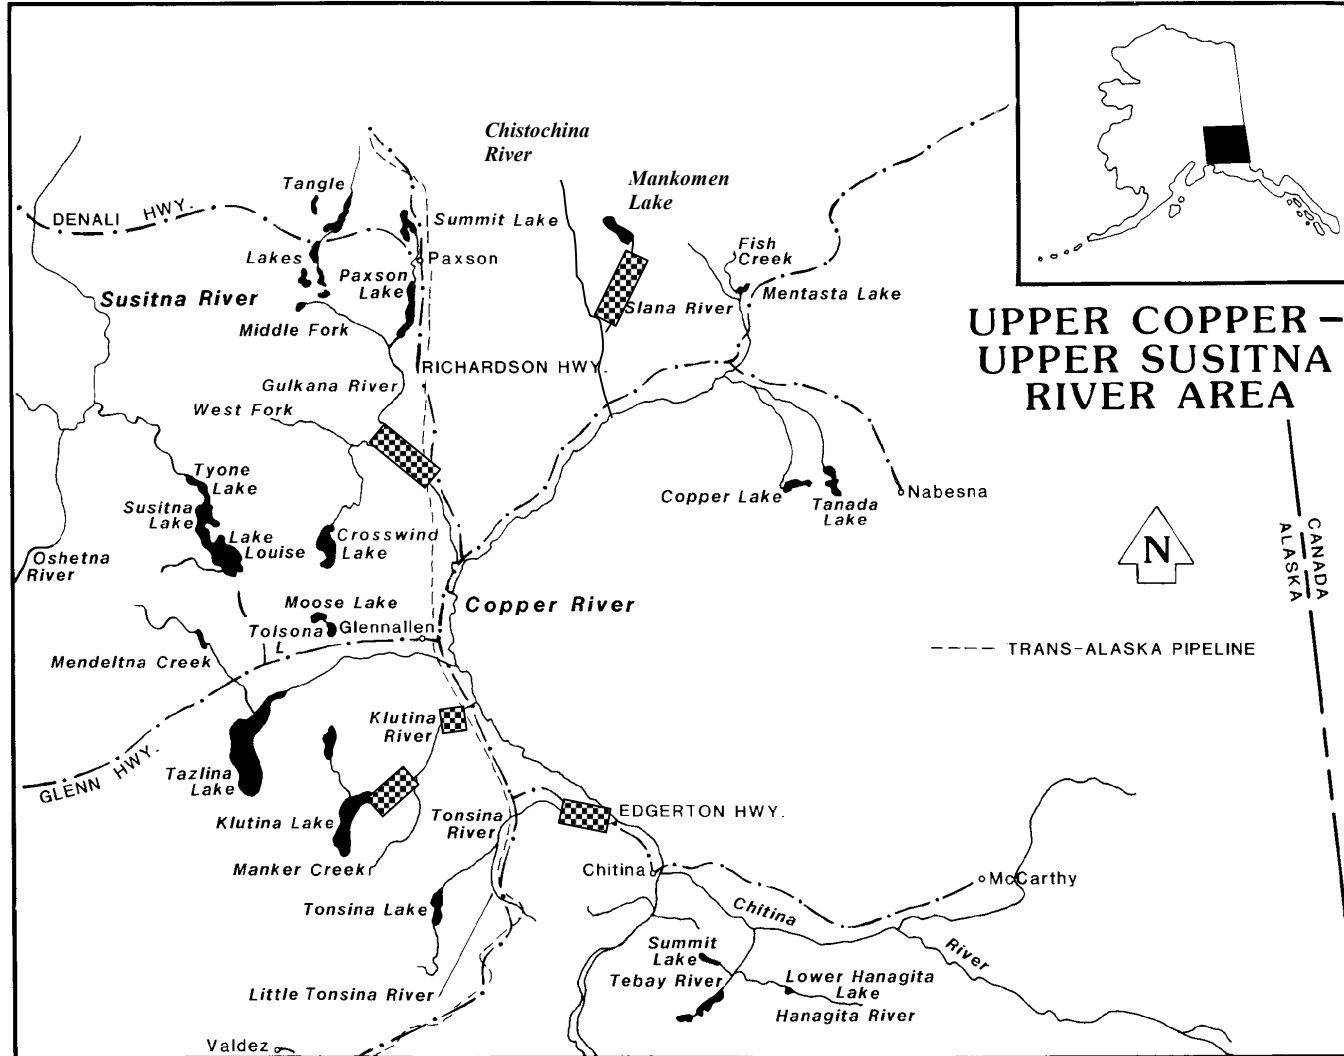 Chistochina
River
Mankomen
Lake
Tangle
DENALI HWY.
Summit Lake
Fish
Creek
Lakes
Paxson
Paxson
Lake
Susitna River
Slana River
Mentasta Lake
Middle Fork
UPPER COPPER –
UPPER SUSITNA
RIVER AREA
RICHARDSON HWY.
Gulkana River
West Fork
Tyone
Lake
Susitna
Lake
Lake
Louise
Crosswind
Lake
Copper Lake
Tanada
Lake
Nabesna
Oshetna
River
N
CANADA
ALASKA
Moose Lake
Copper River
Tolsona
L.
Glennallen
Mendeltna Creek
TRANS-ALASKA PIPELINE
Klutina
River
GLENN HWY.
Tazlina
Lake
Klutina Lake
Tonsina
River
EDGERTON HWY.
Manker Creek
Chitina
McCarthy
Tonsina Lake
Chitina
River
Summit
Lake
Tebay River
Lower Hanagita
Lake
Hanagita River
Little Tonsina River
Valdez